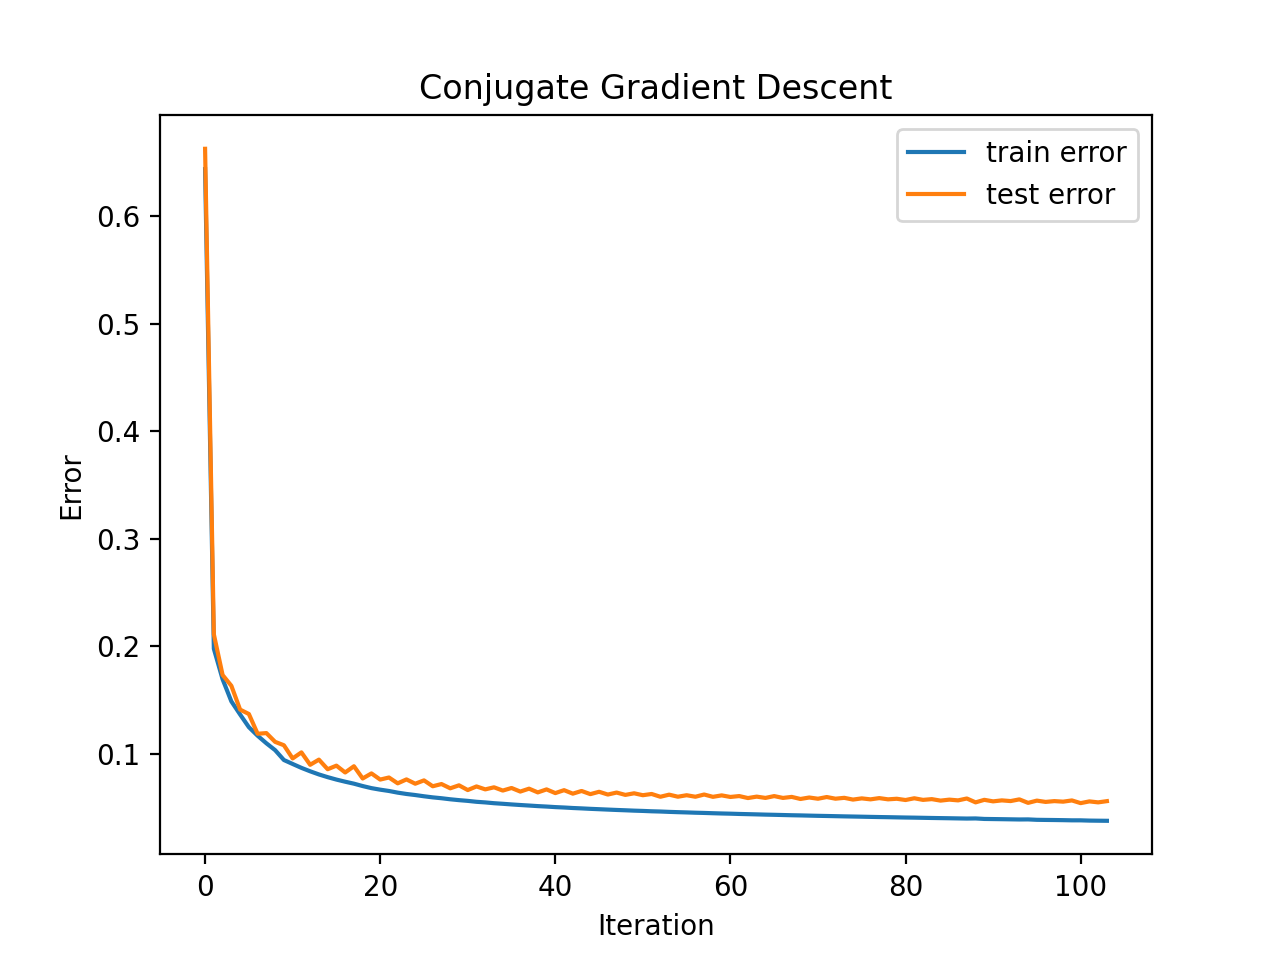 Conjugate Gradient Descent
train error
test error
0.6
0.5
0.4
0.3
0.2
0.1
Error
0 20 40 60 80 100
Iteration